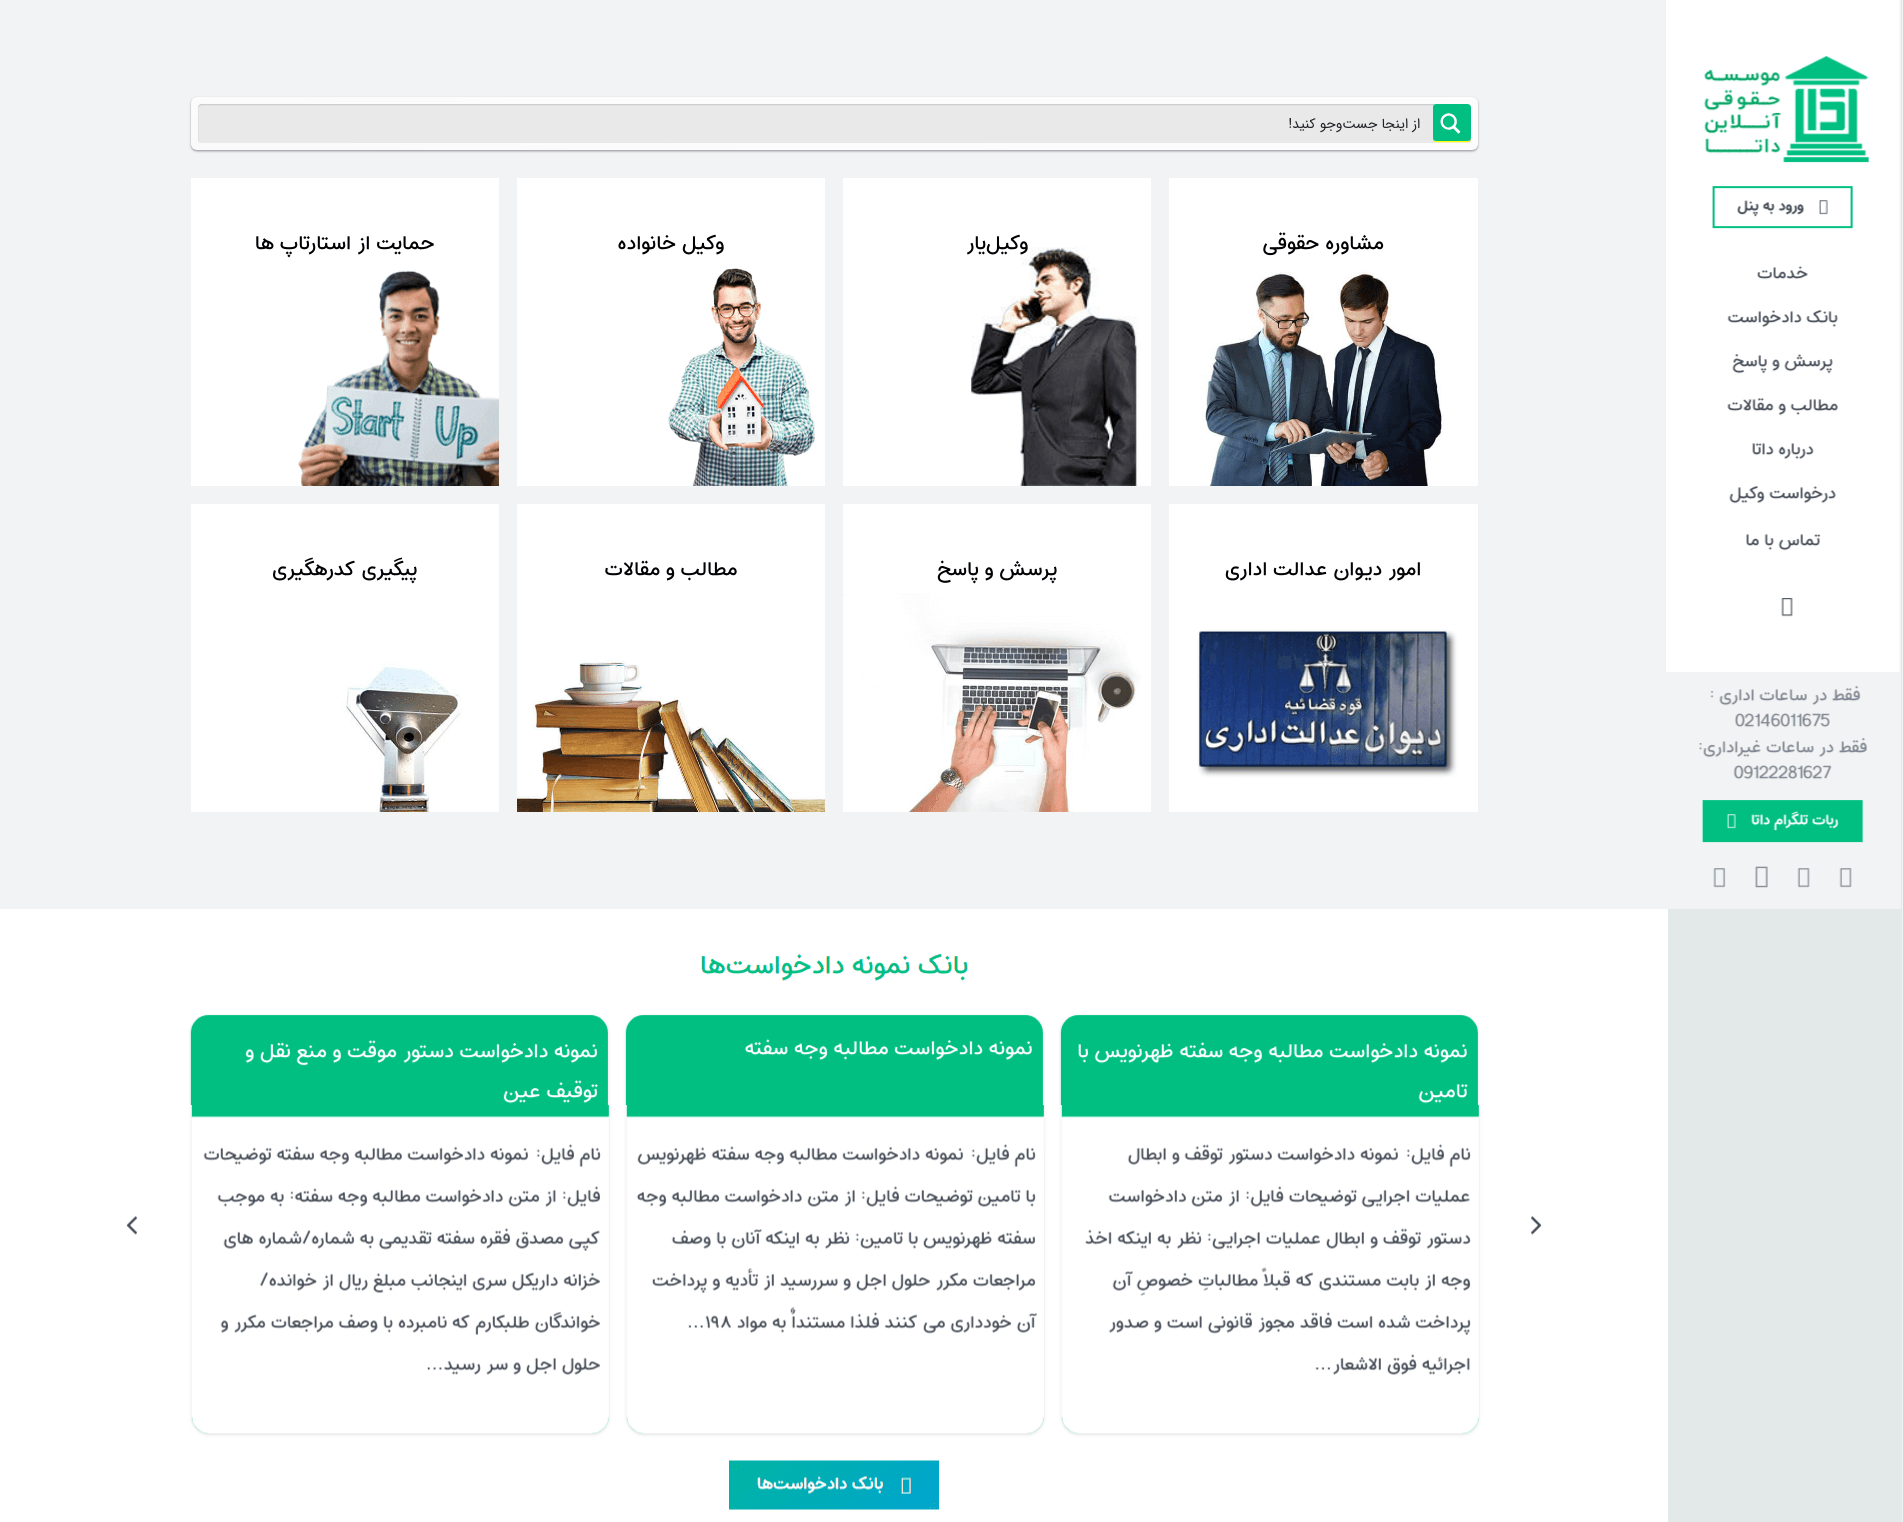 موسسه
حقوقی
آنلاین
داتا
ورود به پنل
خدمات
بانک دادخواست
پرسش و پاسخ
مطالب و مقالات
درباره داتا
درخواست وکیل
تماس با ما
فقط در ساعات اداری :
02146011675
فقط در ساعات غیراداری:
09122281627
ربات تلگرام داتا
از اینجا جست‌وجو کنید!
مشاوره حقوقی
وکیل‌یار
وکیل خانواده
حمایت از استارتاپ ها
Start Up
امور دیوان عدالت اداری
قوه قضائیه
دیوان عدالت اداری
پرسش و پاسخ
مطالب و مقالات
پیگیری کدرهگیری
بانک نمونه دادخواست‌ها
نمونه دادخواست مطالبه وجه سفته ظهرنویس با
تامین
نام فایل: نمونه دادخواست دستور توقف و ابطال
عملیات اجرایی توضیحات فایل: از متن دادخواست
دستور توقف و ابطال عملیات اجرایی: نظر به اینکه اخذ
وجه از بابت مستندی که قبلاً مطالباتِ خصوصِ آن
پرداخت شده است فاقد مجوز قانونی است و صدور
اجرائیه فوق الاشعار...
نمونه دادخواست مطالبه وجه سفته
نام فایل: نمونه دادخواست مطالبه وجه سفته ظهرنویس
با تامین توضیحات فایل: از متن دادخواست مطالبه وجه
سفته ظهرنویس با تامین: نظر به اینکه آنان با وصف
مراجعات مکرر حلول اجل و سررسید از تأدیه و پرداخت
آن خودداری می کنند فلذا مستنداٌ به مواد ۱۹۸...
نمونه دادخواست دستور موقت و منع نقل و
توقیف عین
نام فایل: نمونه دادخواست مطالبه وجه سفته توضیحات
فایل: از متن دادخواست مطالبه وجه سفته: به موجب
کپی مصدق فقره سفته تقدیمی به شماره/شماره های
خزانه داریکل سری اینجانب مبلغ ریال از خوانده/
خواندگان طلبکارم که نامبرده با وصف مراجعات مکرر و
حلول اجل و سر رسید...
بانک دادخواست‌ها